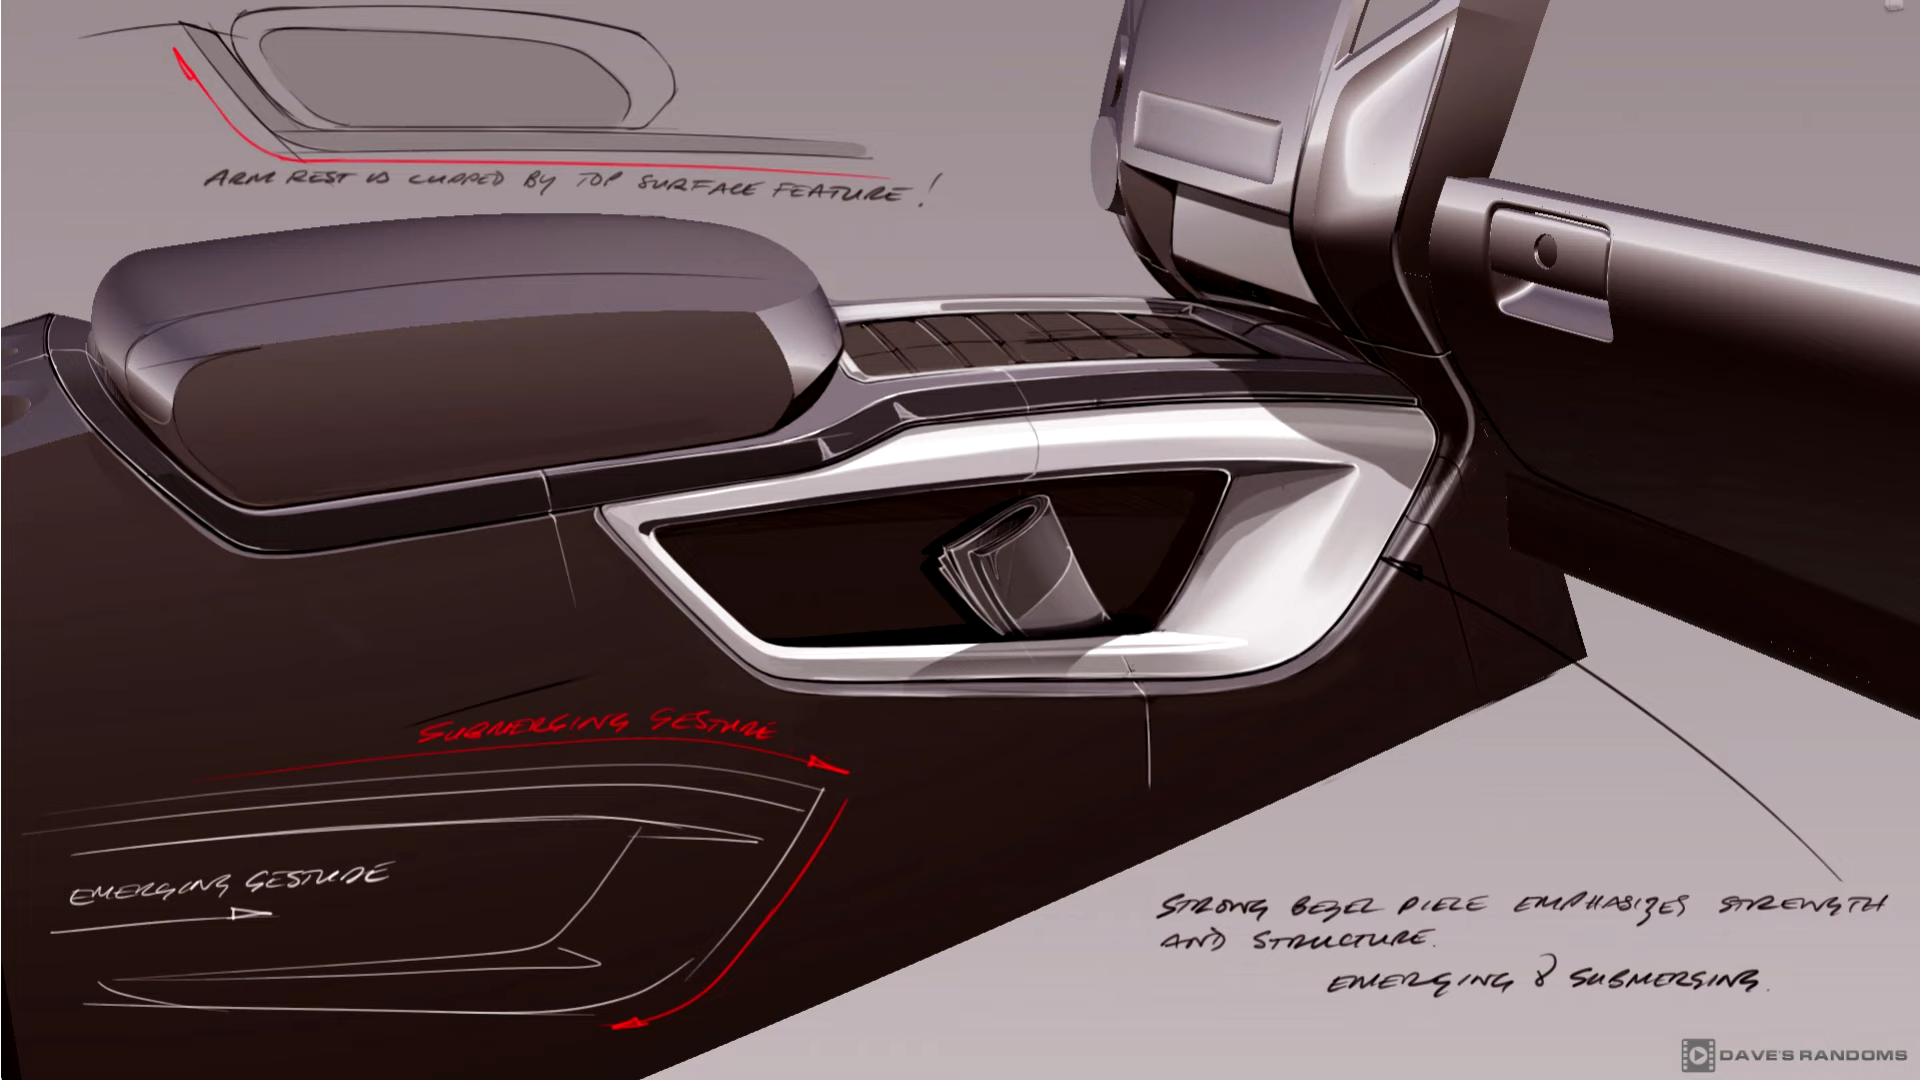 ARM REST IS CUPPED BY TOP SURFACE FEATURE!
SUBMERGING GESTURE
EMERGING GESTURE
STRONG BEZEL PIECE EMPHASIZES STRENGTH
AND STRUCTURE.
EMERGING & SUBMERGING.
DAVE'S RANDOMS